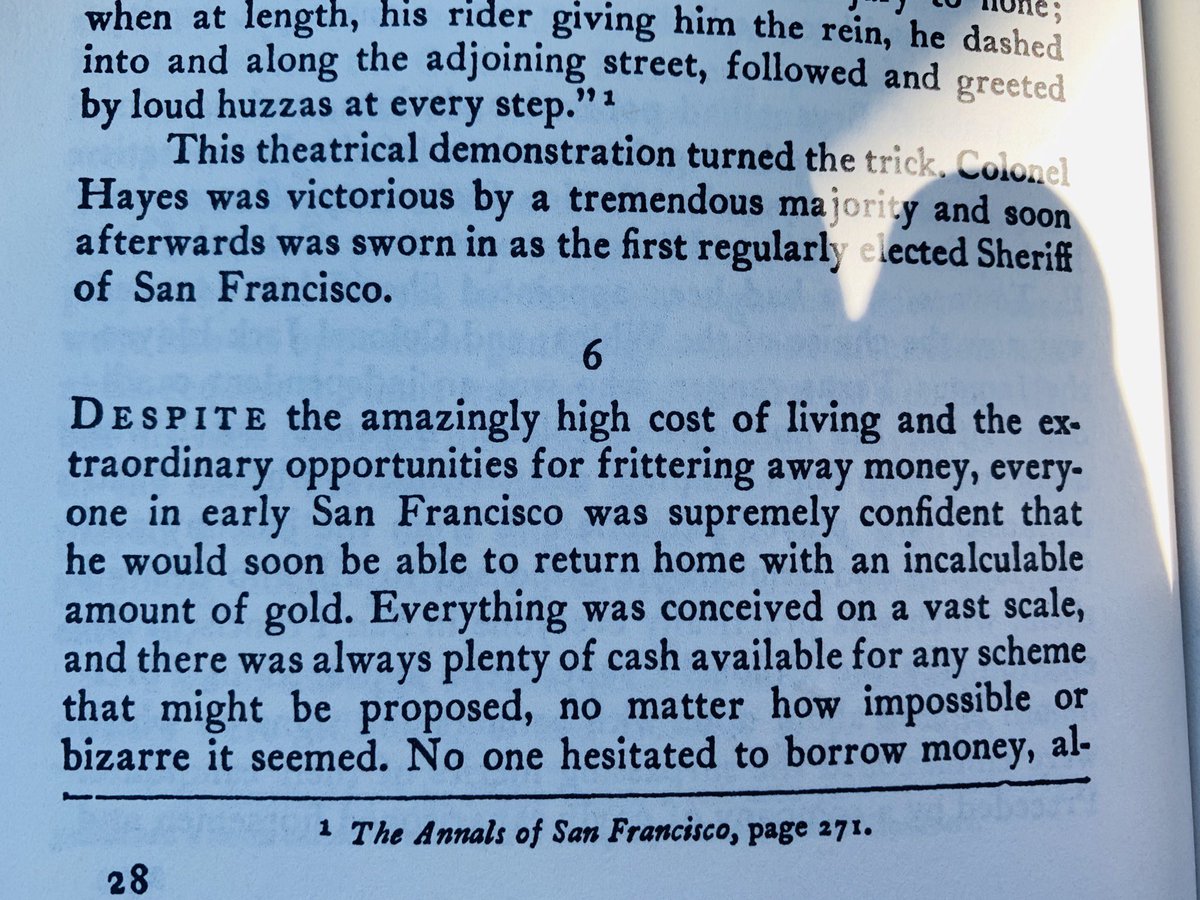 to none;
when at length, his rider giving him the rein, he dashed
into and along the adjoining street, followed and greeted
by loud huzzas at every step."¹
This theatrical demonstration turned the trick. Colonel
Hayes was victorious by a tremendous majority and soon
afterwards was sworn in as the first regularly elected Sheriff
of San Francisco.
6
DESPITE the amazingly high cost of living and the ex-
traordinary opportunities for frittering away money, every-
one in early San Francisco was supremely confident that
he would soon be able to return home with an incalculable
amount of gold. Everything was conceived on a vast scale,
and there was always plenty of cash available for any scheme
that might be proposed, no matter how impossible or
bizarre it seemed. No one hesitated to borrow money, al-
¹ The Annals of San Francisco, page 271.
28